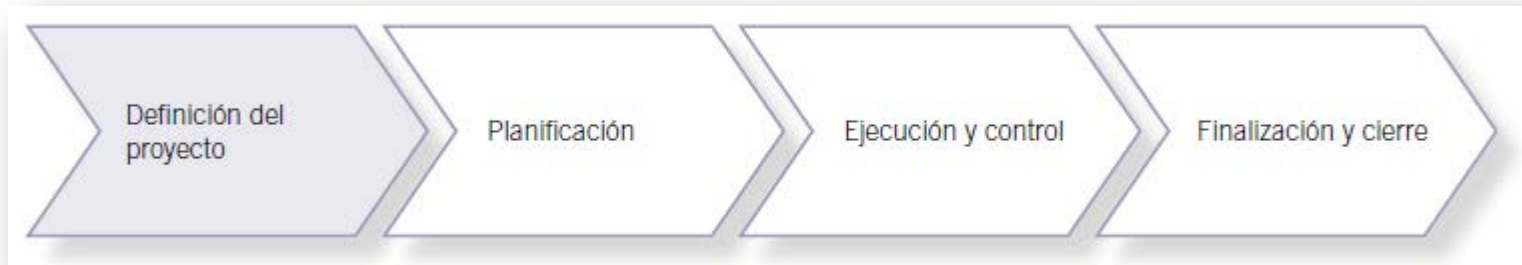 Definición del
proyecto
Planificación
Ejecución y control
Finalización y cierre